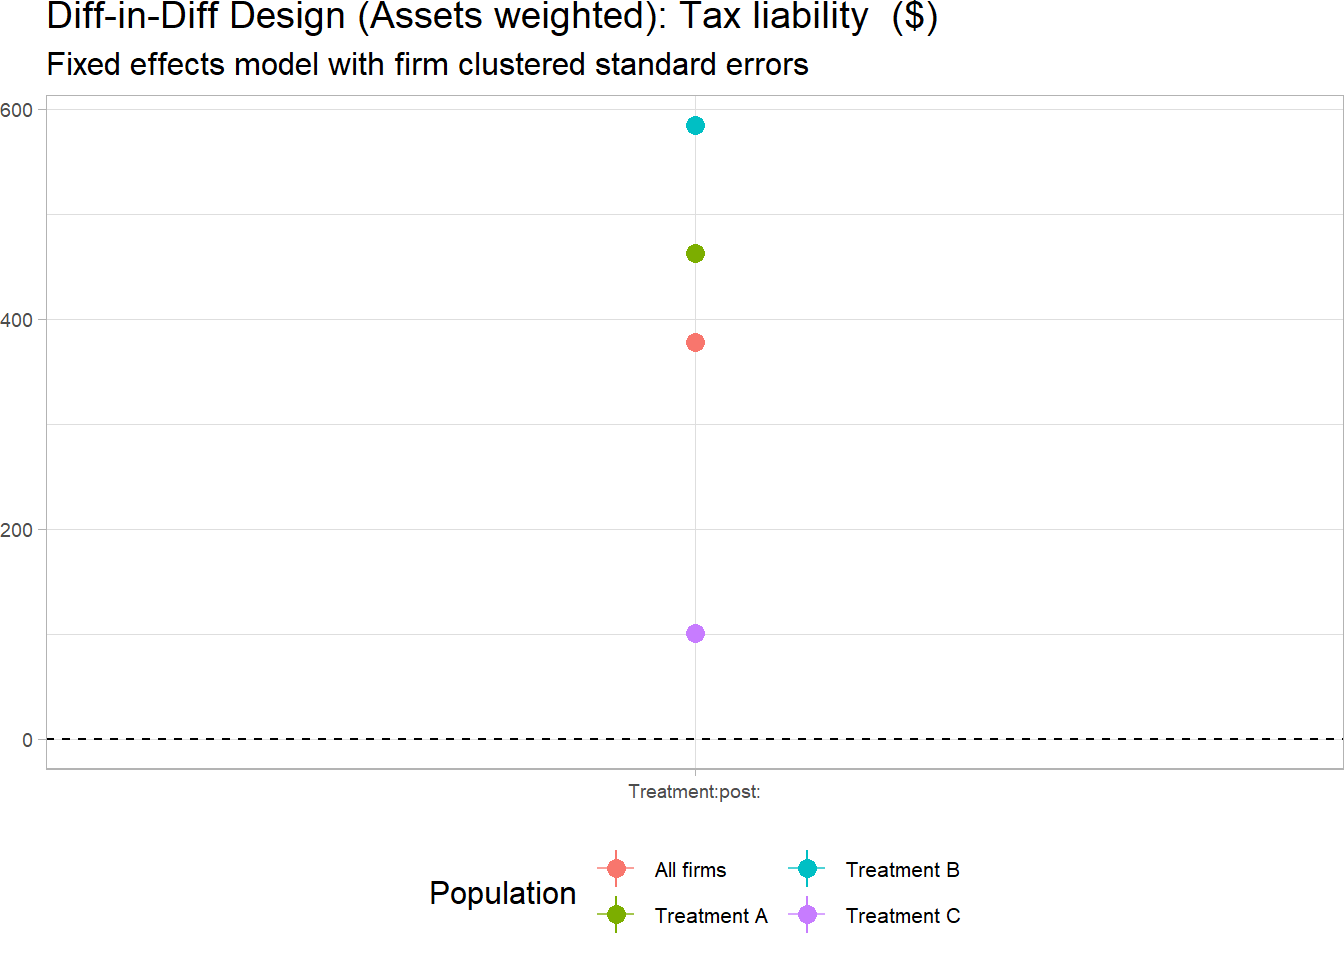 Diff-in-Diff Design (Assets weighted): Tax liability  ($)
Fixed effects model with firm clustered standard errors
600
400
200
0
Treatment:post:
Population
All firms
Treatment B
Treatment A
Treatment C